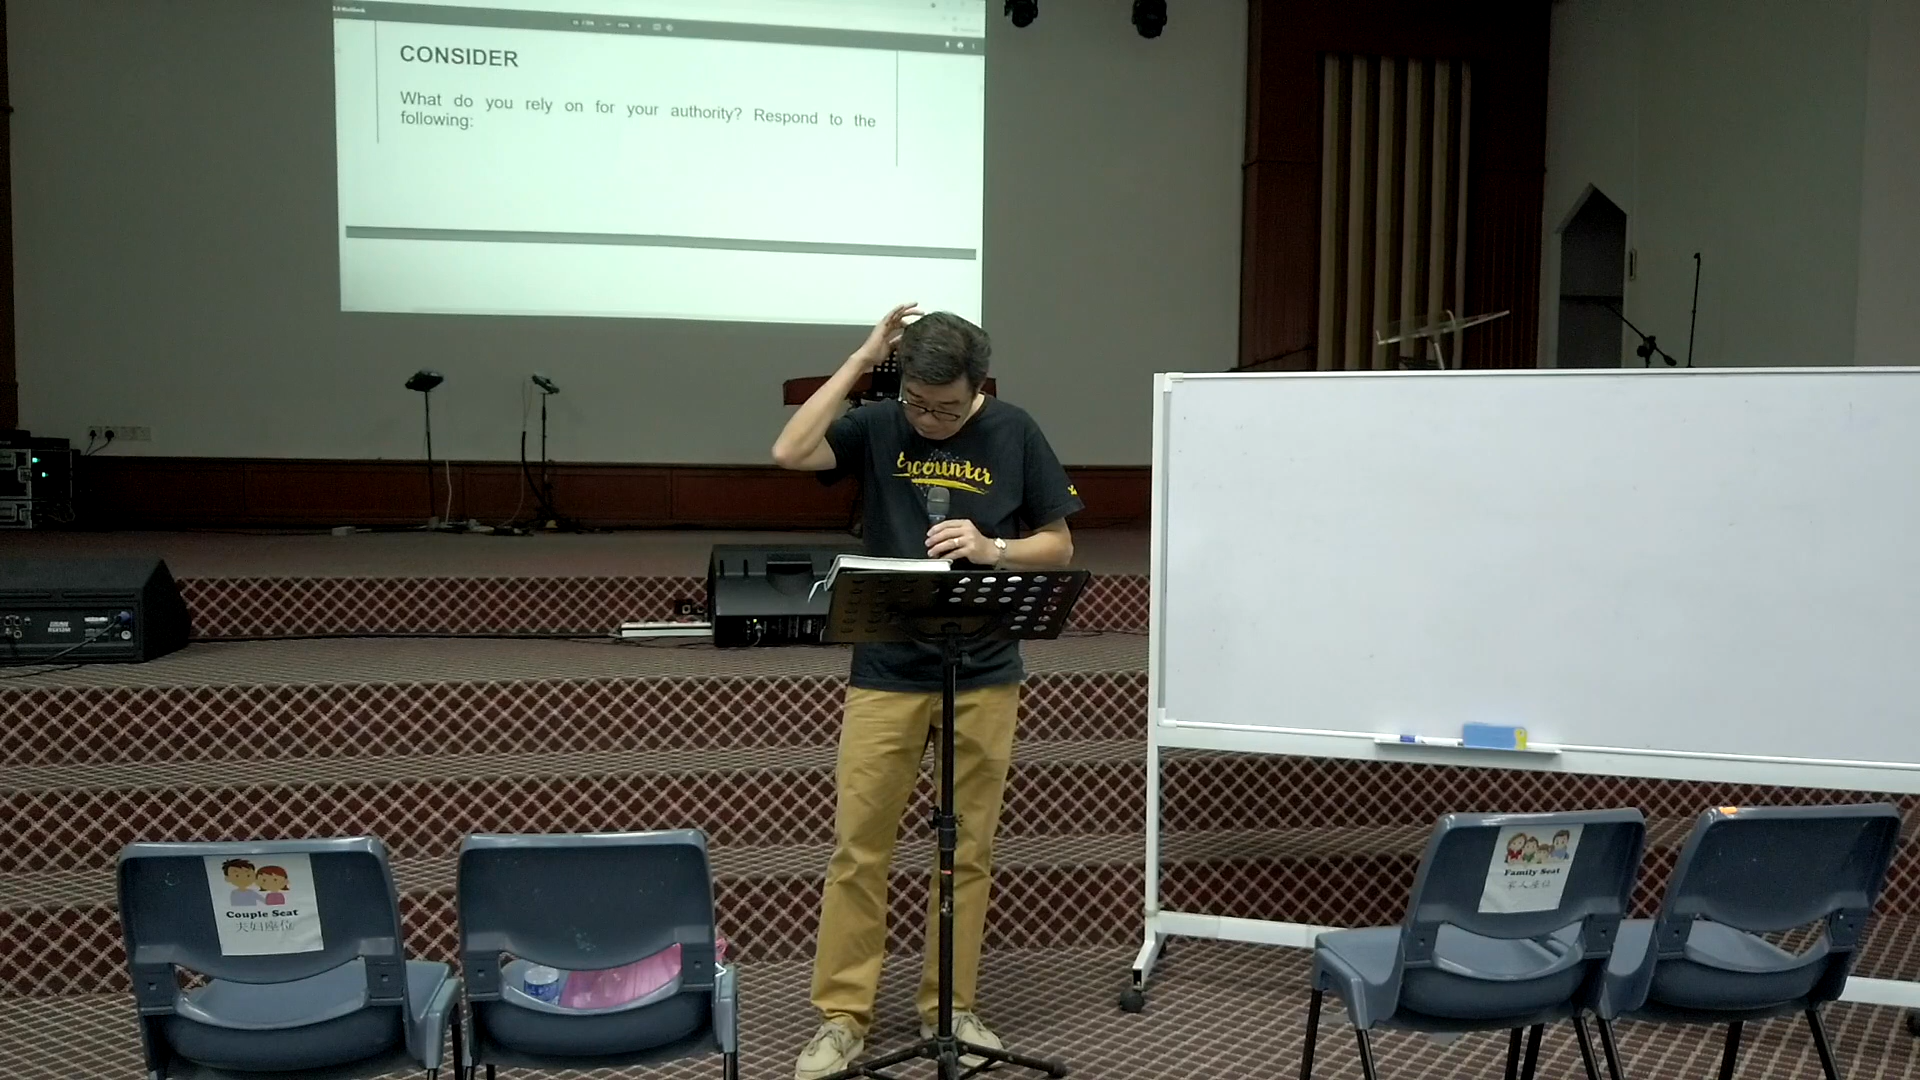 CONSIDER
What do you rely on for your authority? Respond to the
following:
encounter
Couple Seat
夫妇座位
Family Seat
家人座位